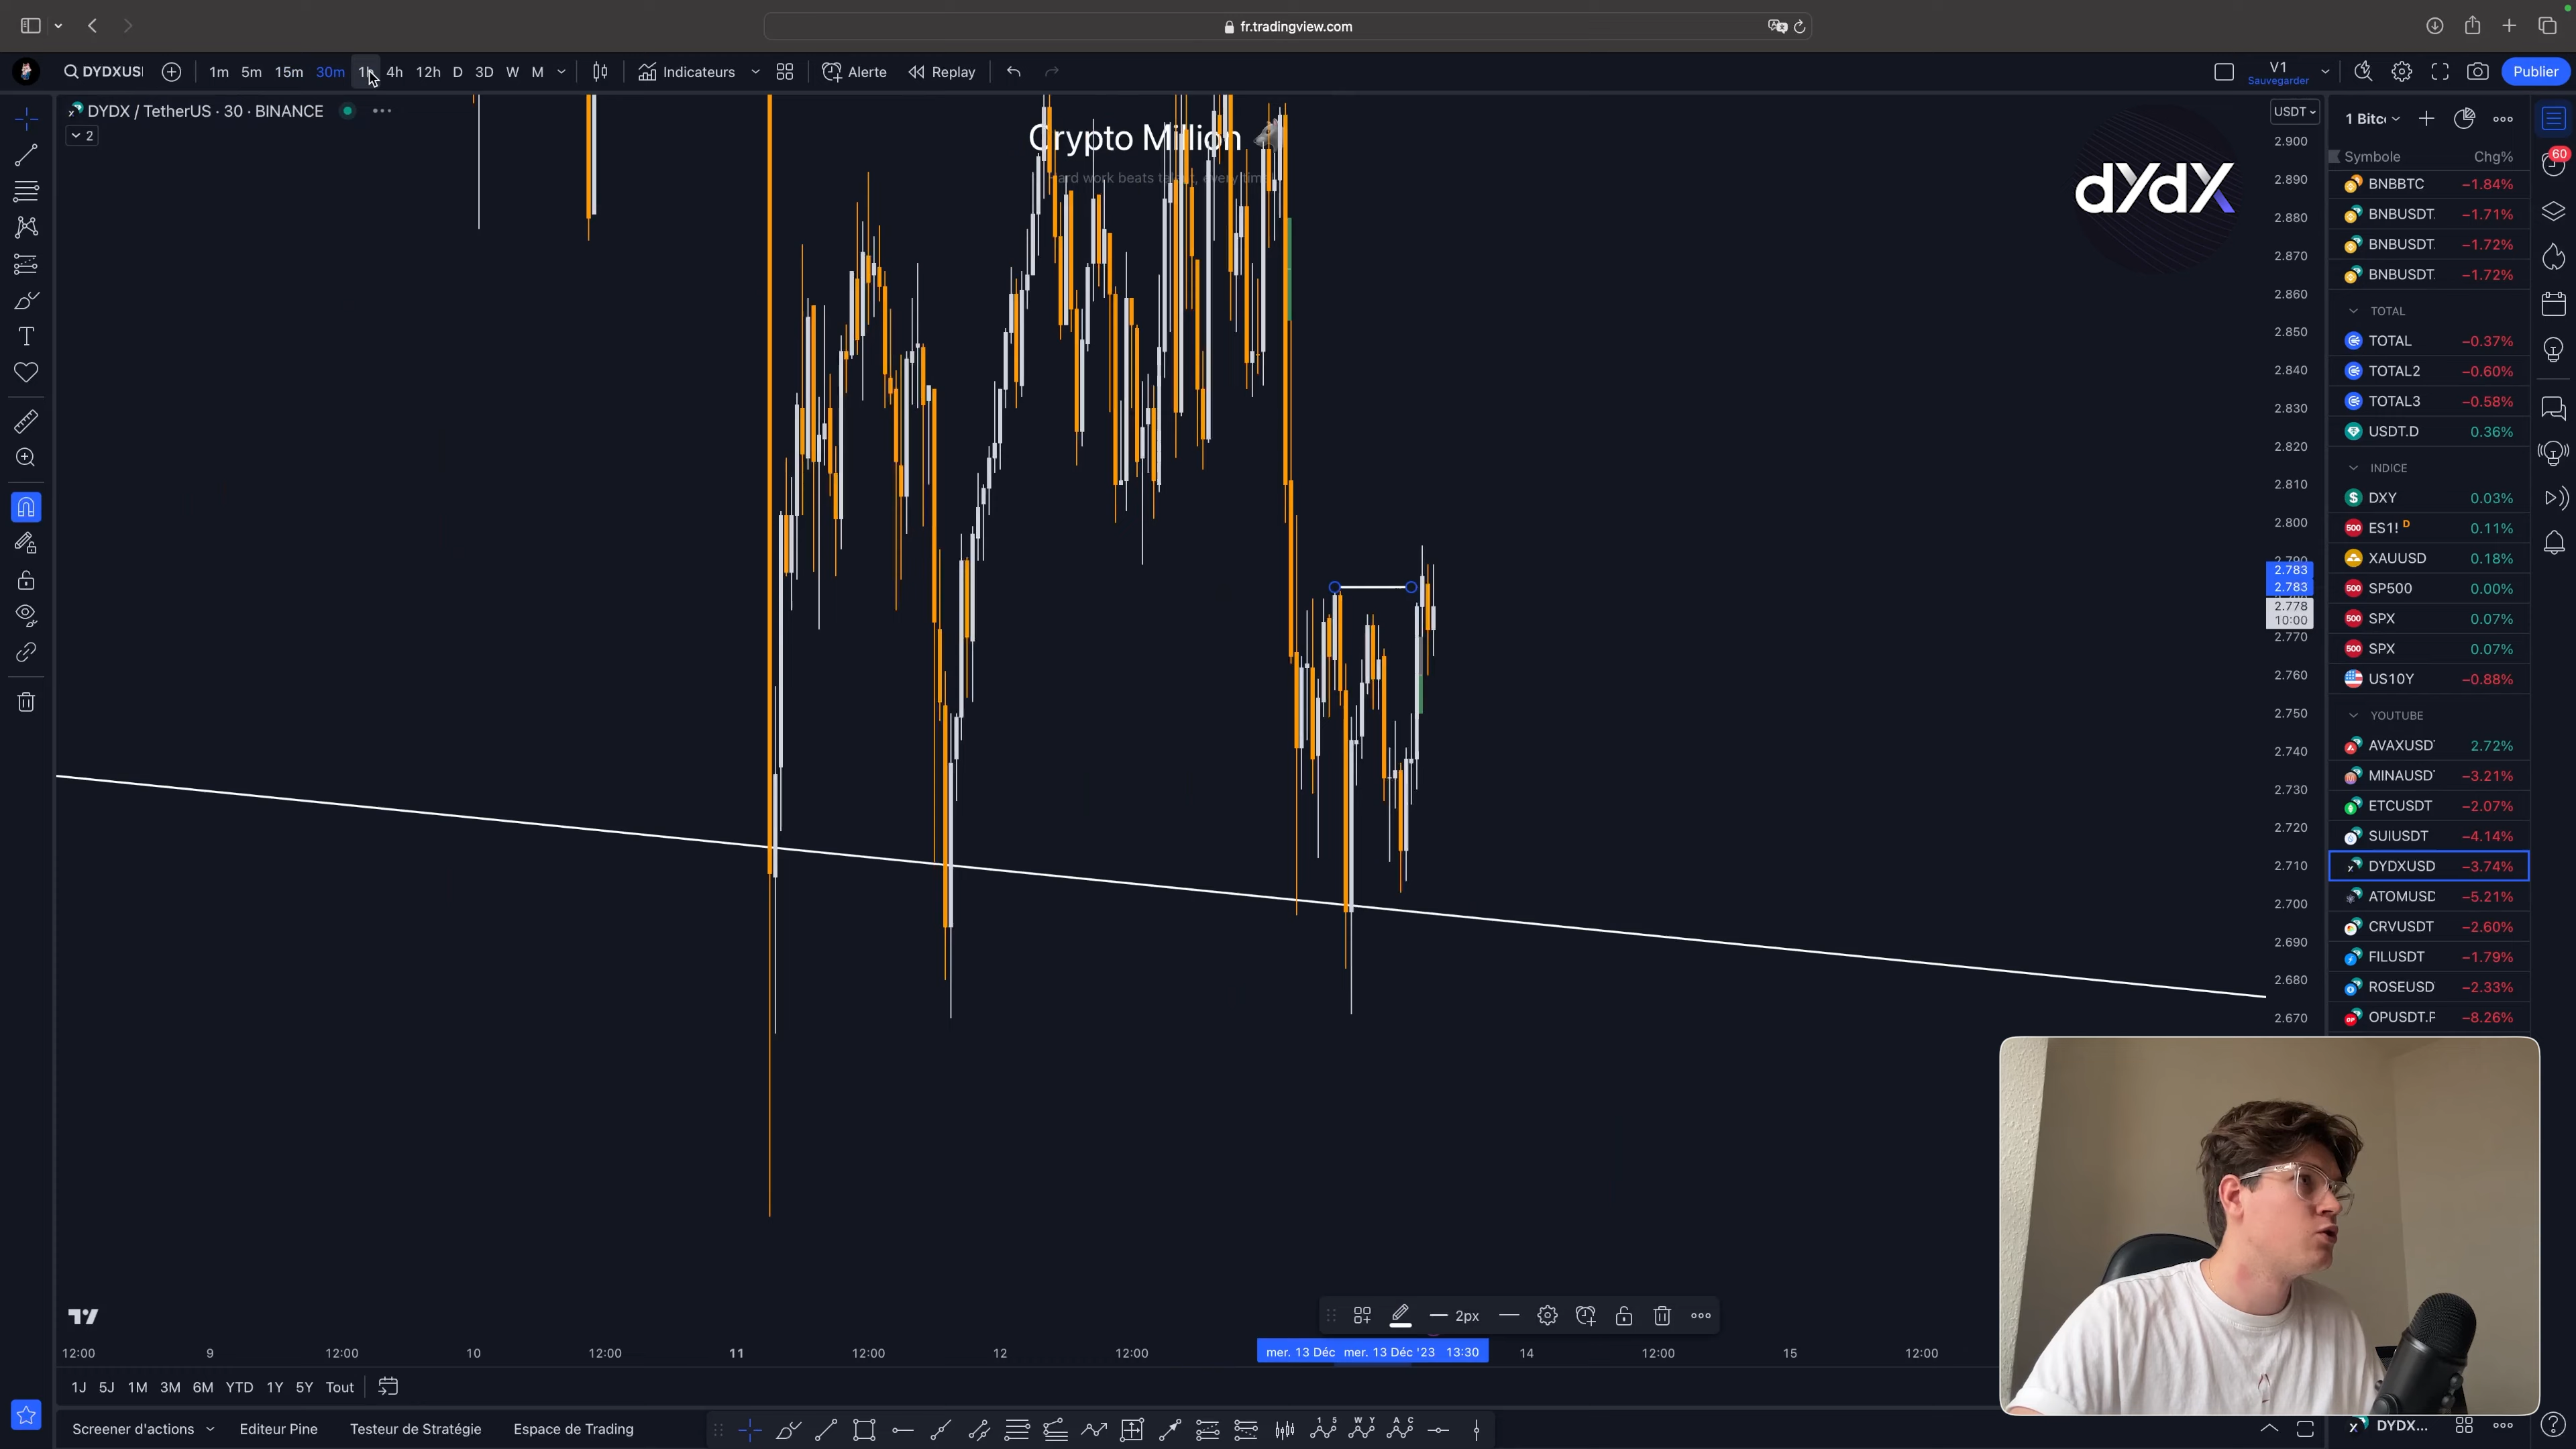 fr.tradingview.com
DYDXUS
1m 5m 15m 30m 1h 4h 12h D 3D W M Indicateurs Alerte Replay
V1
Sauvegarder
Publier
DYDX / TetherUS · 30 · BINANCE
2
Crypto Million
dYdX
USDT
2.900
2.890
2.880
2.870
2.860
2.850
2.840
2.830
2.820
2.810
2.800
2.790
2.783
2.783
2.778
10:00
2.770
2.760
2.750
2.740
2.730
2.720
2.710
2.700
2.690
2.680
2.670
1 Bitc
60
Symbole Chg%
BNBBTC −1.84%
BNBUSDT. −1.71%
BNBUSDT. −1.72%
BNBUSDT. −1.72%
TOTAL
TOTAL −0.37%
TOTAL2 −0.60%
TOTAL3 −0.58%
USDT.D 0.36%
INDICE
DXY 0.03%
ES1! D 0.11%
XAUUSD 0.18%
SP500 0.00%
SPX 0.07%
SPX 0.07%
US10Y −0.88%
YOUTUBE
AVAXUSD 2.72%
MINAUSD −3.21%
ETCUSDT −2.07%
SUIUSDT −4.14%
DYDXUSD −3.74%
ATOMUSD −5.21%
CRVUSDT −2.60%
FILUSDT −1.79%
ROSEUSD −2.33%
OPUSDT.P −8.26%
2px
12:00 9 12:00 10 12:00 11 12:00 12 12:00 mer. 13 Déc mer. 13 Déc '23 13:30 14 12:00 15 12:00
1J 5J 1M 3M 6M YTD 1Y 5Y Tout
Screener d'actions Editeur Pine Testeur de Stratégie Espace de Trading
DYDX...